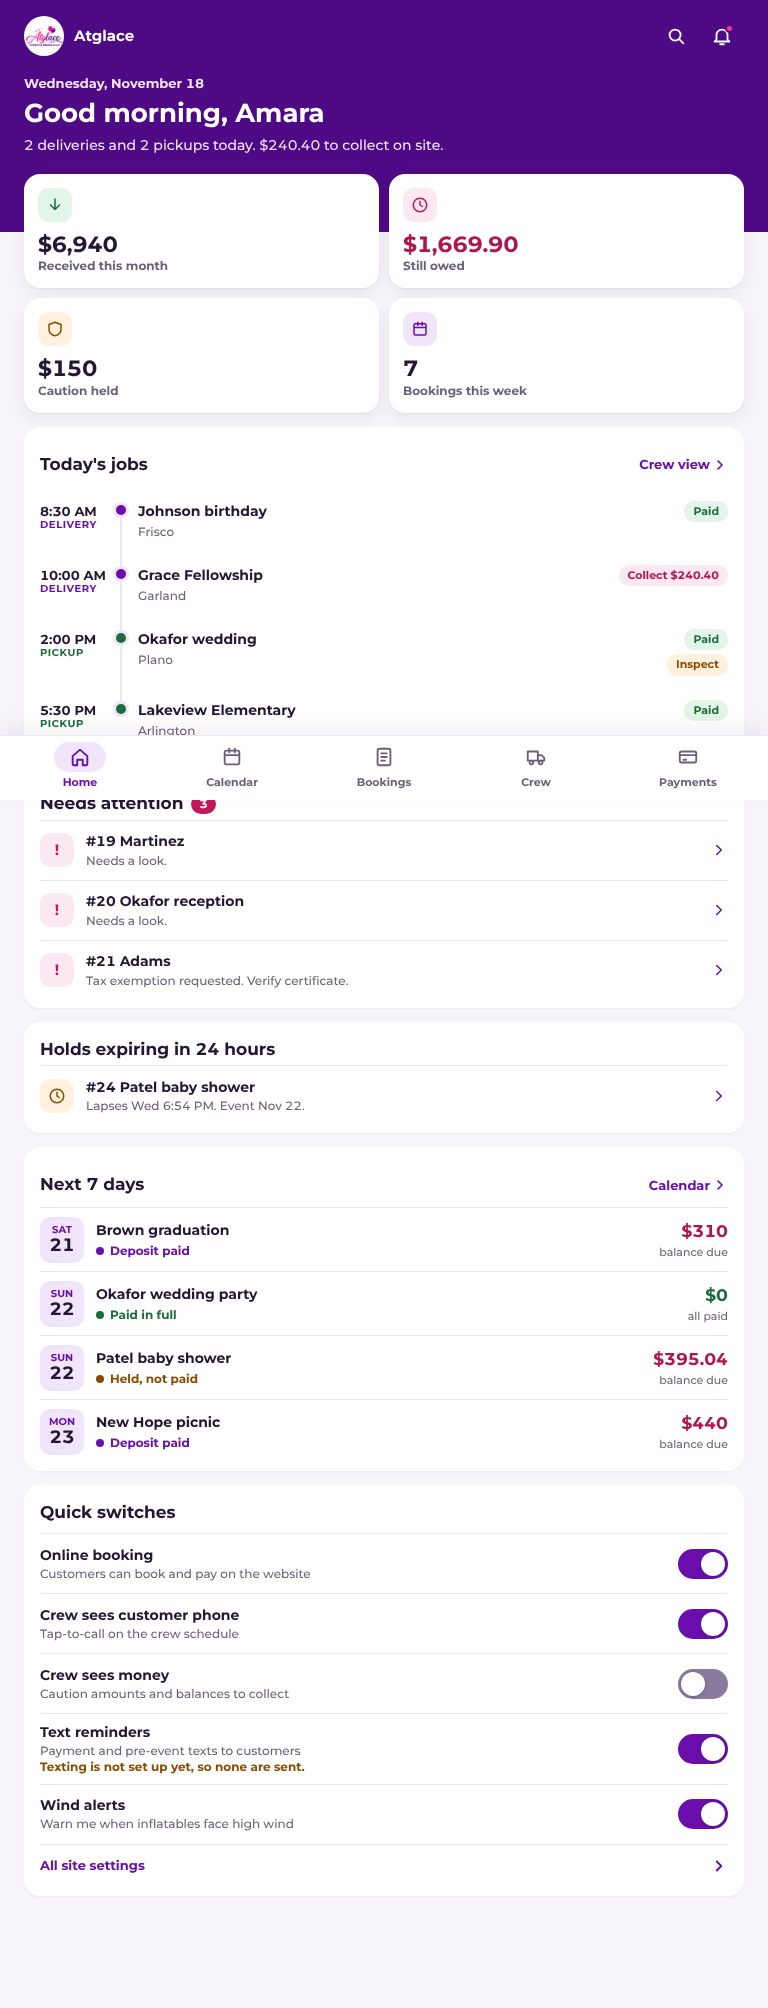 Atglace
Atglace
Wednesday, November 18
Good morning, Amara
2 deliveries and 2 pickups today. $240.40 to collect on site.
$6,940
Received this month
$1,669.90
Still owed
$150
Caution held
7
Bookings this week
Today's jobs
Crew view
8:30 AM
DELIVERY
Johnson birthday
Frisco
Paid
10:00 AM
DELIVERY
Grace Fellowship
Garland
Collect $240.40
2:00 PM
PICKUP
Okafor wedding
Plano
Paid
Inspect
5:30 PM
PICKUP
Lakeview Elementary
Arlington
Paid
Home
Calendar
Bookings
Crew
Payments
Needs attention 3
!
#19 Martinez
Needs a look.
!
#20 Okafor reception
Needs a look.
!
#21 Adams
Tax exemption requested. Verify certificate.
Holds expiring in 24 hours
#24 Patel baby shower
Lapses Wed 6:54 PM. Event Nov 22.
Next 7 days
Calendar
SAT
21
Brown graduation
Deposit paid
$310
balance due
SUN
22
Okafor wedding party
Paid in full
$0
all paid
SUN
22
Patel baby shower
Held, not paid
$395.04
balance due
MON
23
New Hope picnic
Deposit paid
$440
balance due
Quick switches
Online booking
Customers can book and pay on the website
Crew sees customer phone
Tap-to-call on the crew schedule
Crew sees money
Caution amounts and balances to collect
Text reminders
Payment and pre-event texts to customers
Texting is not set up yet, so none are sent.
Wind alerts
Warn me when inflatables face high wind
All site settings